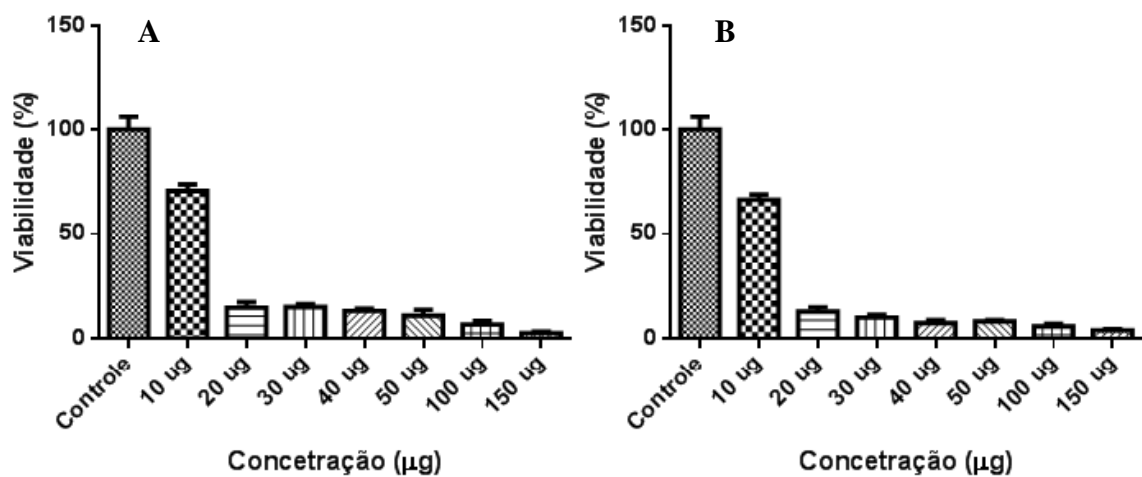 A
Viabilidade (%)
150
100
50
0
Controle
10 ug
20 ug
30 ug
40 ug
50 ug
100 ug
150 ug
Concetração (μg)
B
Viabilidade (%)
150
100
50
0
Controle
10 ug
20 ug
30 ug
40 ug
50 ug
100 ug
150 ug
Concetração (μg)